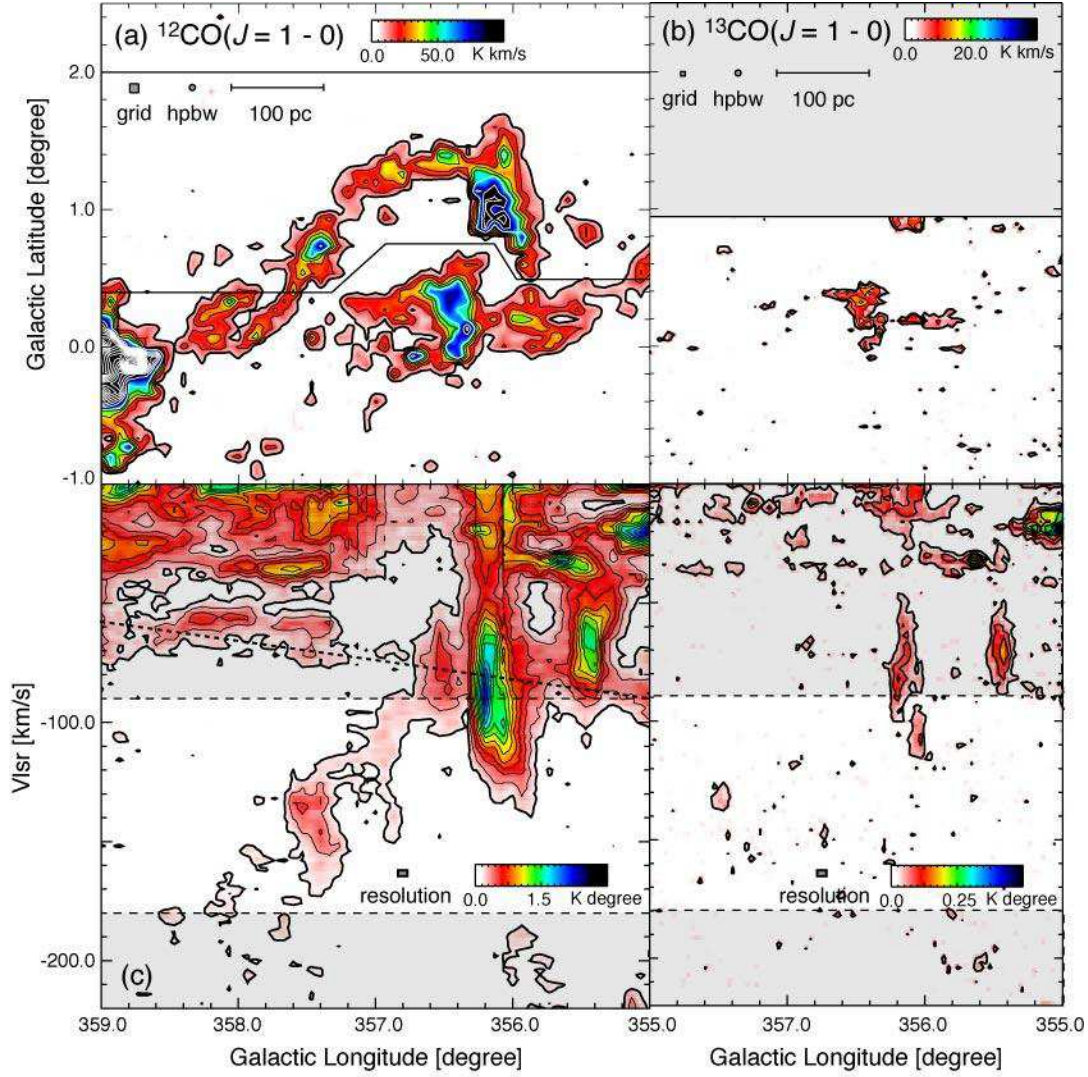 (a) ¹²CO(J = 1 - 0)
0.0 50.0 K km/s
(b) ¹³CO(J = 1 - 0)
0.0 20.0 K km/s
2.0
grid hpbw 100 pc
grid hpbw 100 pc
Galactic Latitude [degree]
1.0
0.0
-1.0
Vlsr [km/s]
-100.0
-200.0
resolution
0.0 1.5 K degree
resolution
0.0 0.25 K degree
(c)
359.0 358.0 357.0 356.0 355.0 358.0 357.0 356.0 355.0
Galactic Longitude [degree] Galactic Longitude [degree]